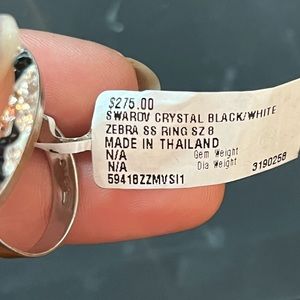 $275.00
SWAROV CRYSTAL BLACK/WHITE
ZEBRA SS RING SZ 8
MADE IN THAILAND
N/A Gem Weight
N/A Dia Weight
59418ZZMVSI1 3190258